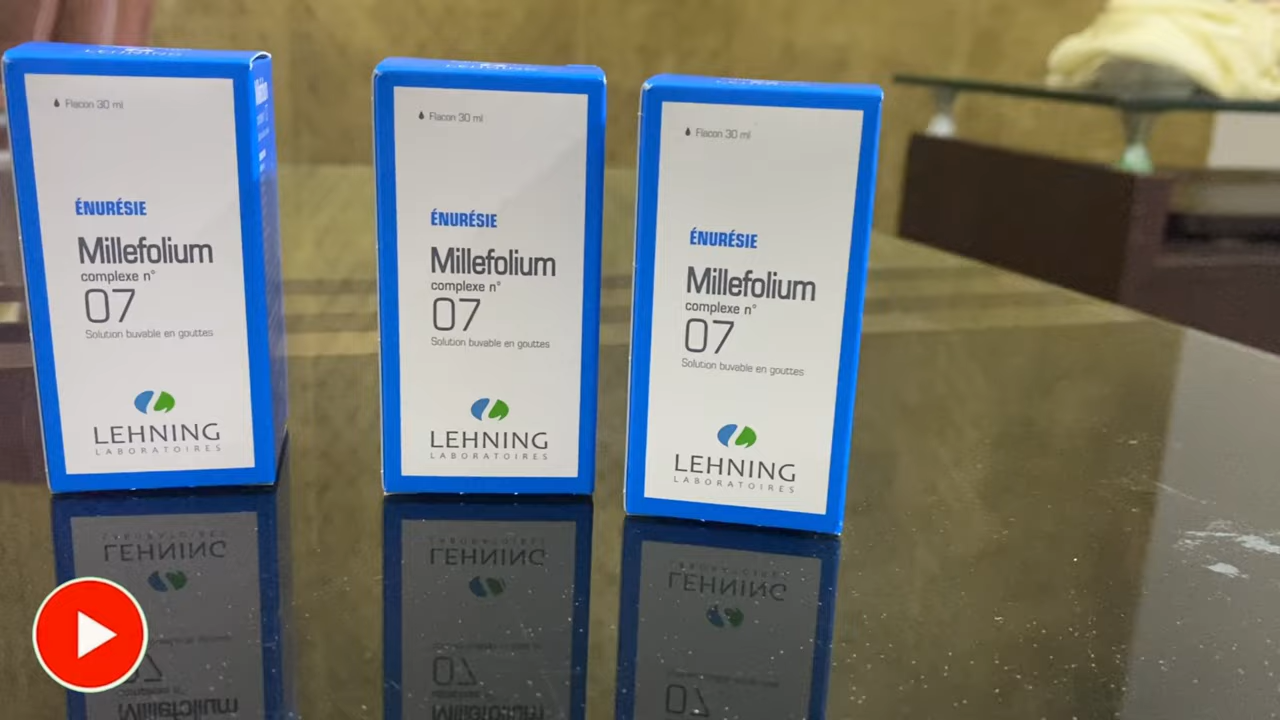 Flacon 30 ml
ÉNURÉSIE
Millefolium
complexe n°
07
Solution buvable en gouttes
LEHNING
LABORATOIRES
Flacon 30 ml
ÉNURÉSIE
Millefolium
complexe n°
07
Solution buvable en gouttes
LEHNING
LABORATOIRES
Flacon 30 ml
ÉNURÉSIE
Millefolium
complexe n°
07
Solution buvable en gouttes
LEHNING
LABORATOIRES